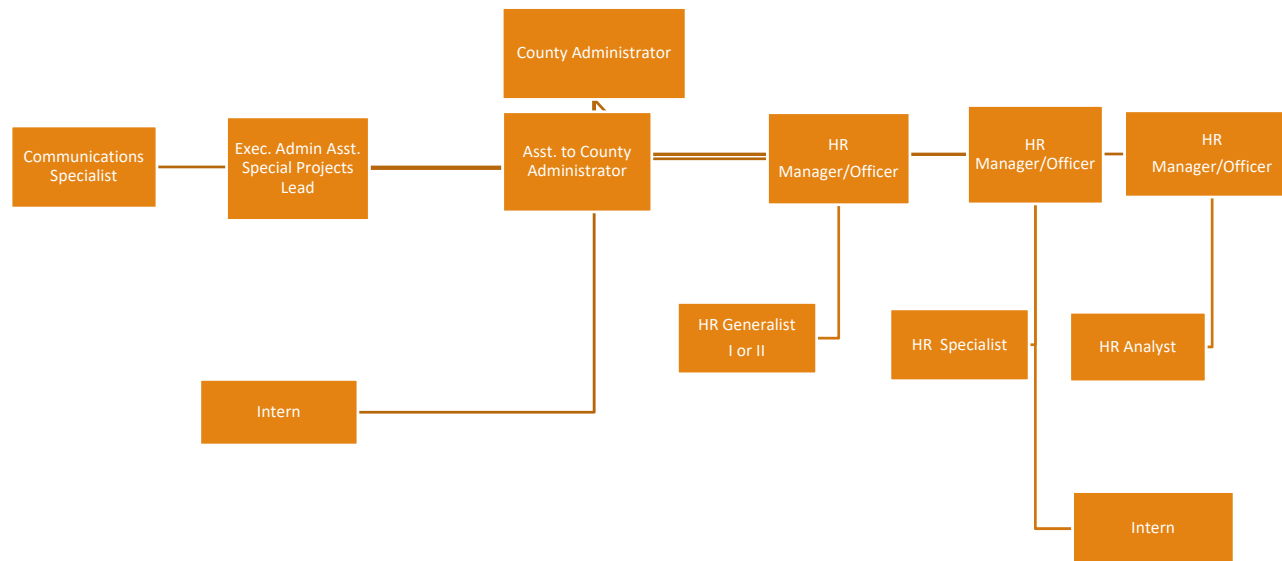 County Administrator
Communications
Specialist
Exec. Admin Asst.
Special Projects
Lead
Asst. to County
Administrator
HR
Manager/Officer
HR
Manager/Officer
HR
Manager/Officer
HR Generalist
I or II
HR  Specialist
HR Analyst
Intern
Intern